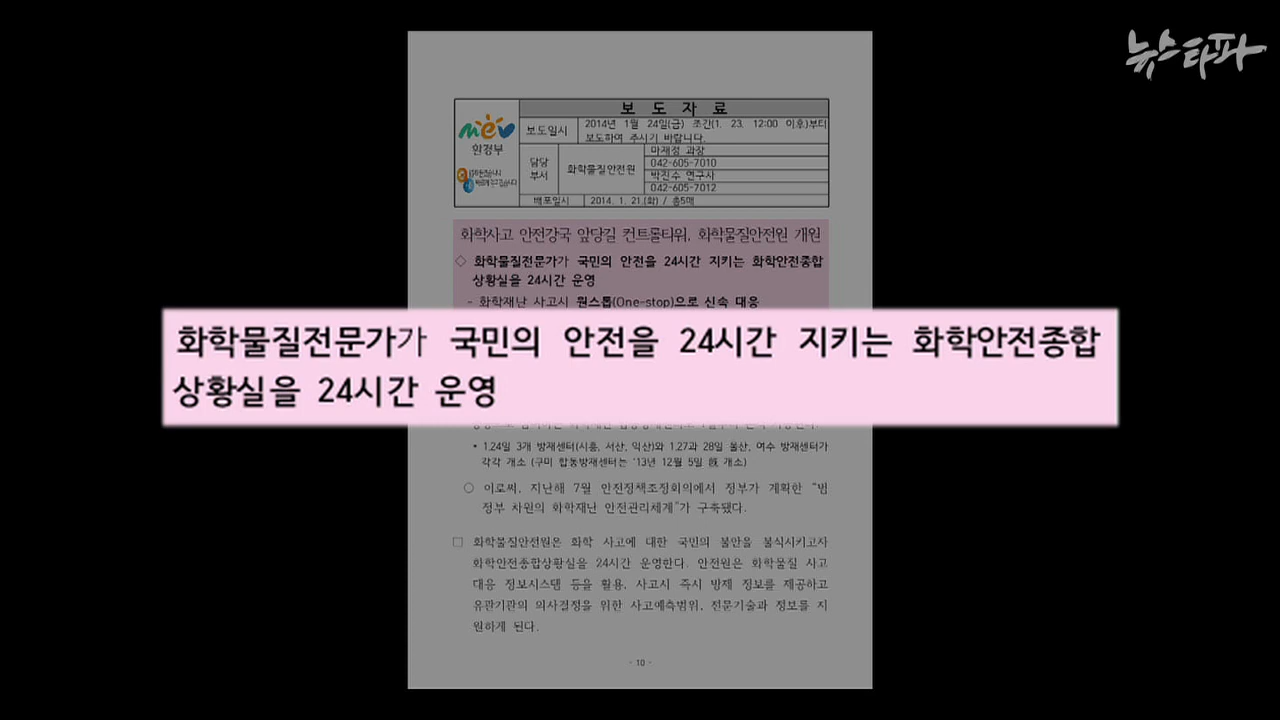 뉴스타파
보 도 자 료
환경부
보도일시
2014년 1월 24일(금) 조간(1. 23. 12:00 이후)부터
보도하여 주시기 바랍니다.
담당
부서
화학물질안전원
마재정 과장
042-605-7010
박진수 연구사
042-605-7012
배포일시
2014. 1. 21.(화) / 총5매
화학사고 안전강국 앞당길 컨트롤타워, 화학물질안전원 개원
◇ 화학물질전문가가 국민의 안전을 24시간 지키는 화학안전종합
상황실을 24시간 운영
- 화학재난 사고시 원스톱(One-stop)으로 신속 대응
화학물질전문가가 국민의 안전을 24시간 지키는 화학안전종합
상황실을 24시간 운영
* 1.24일 3개 방재센터(시흥, 서산, 익산)와 1.27과 28일 울산, 여수 방재센터가
각각 개소 (구미 합동방재센터는 '13년 12월 5일 旣 개소)
○ 이로써, 지난해 7월 안전정책조정회의에서 정부가 계획한 "범
정부 차원의 화학재난 안전관리체계"가 구축됐다.
□ 화학물질안전원은 화학 사고에 대한 국민의 불안을 불식시키고자
화학안전종합상황실을 24시간 운영한다. 안전원은 화학물질 사고
대응 정보시스템 등을 활용, 사고시 즉시 방제 정보를 제공하고
유관기관의 의사결정을 위한 사고예측범위, 전문기술과 정보를 지
원하게 된다.
- 10 -